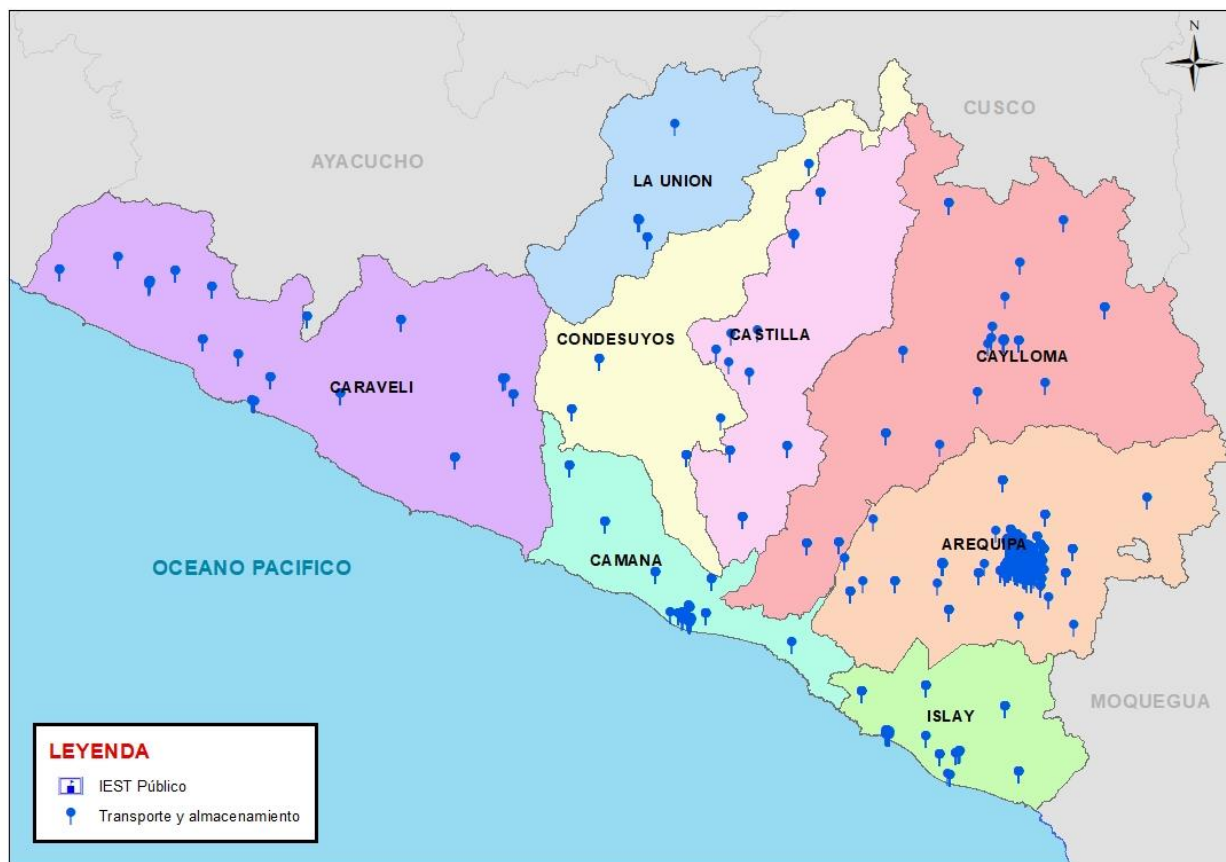 N
CUSCO
AYACUCHO
LA UNION
CONDESUYOS
CASTILLA
CAYLLOMA
CARAVELI
AREQUIPA
CAMANA
OCEANO PACIFICO
MOQUEGUA
ISLAY
LEYENDA
IEST Público
Transporte y almacenamiento